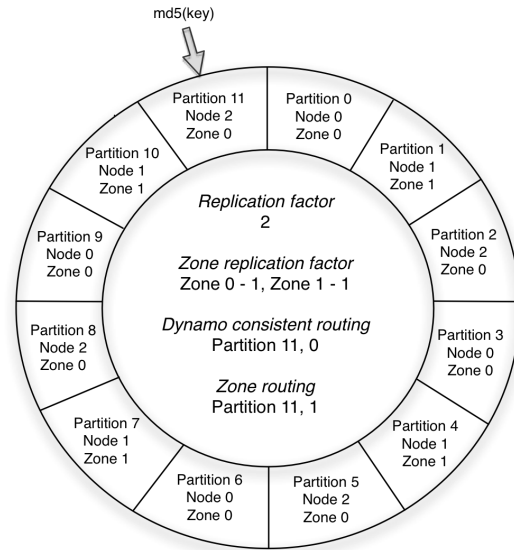 md5(key)
Partition 11
Node 2
Zone 0
Partition 0
Node 0
Zone 0
Partition 1
Node 1
Zone 1
Partition 2
Node 2
Zone 0
Partition 3
Node 0
Zone 0
Partition 4
Node 1
Zone 1
Partition 5
Node 2
Zone 0
Partition 6
Node 0
Zone 0
Partition 7
Node 1
Zone 1
Partition 8
Node 2
Zone 0
Partition 9
Node 0
Zone 0
Partition 10
Node 1
Zone 1
Replication factor
2
Zone replication factor
Zone 0 - 1, Zone 1 - 1
Dynamo consistent routing
Partition 11, 0
Zone routing
Partition 11, 1